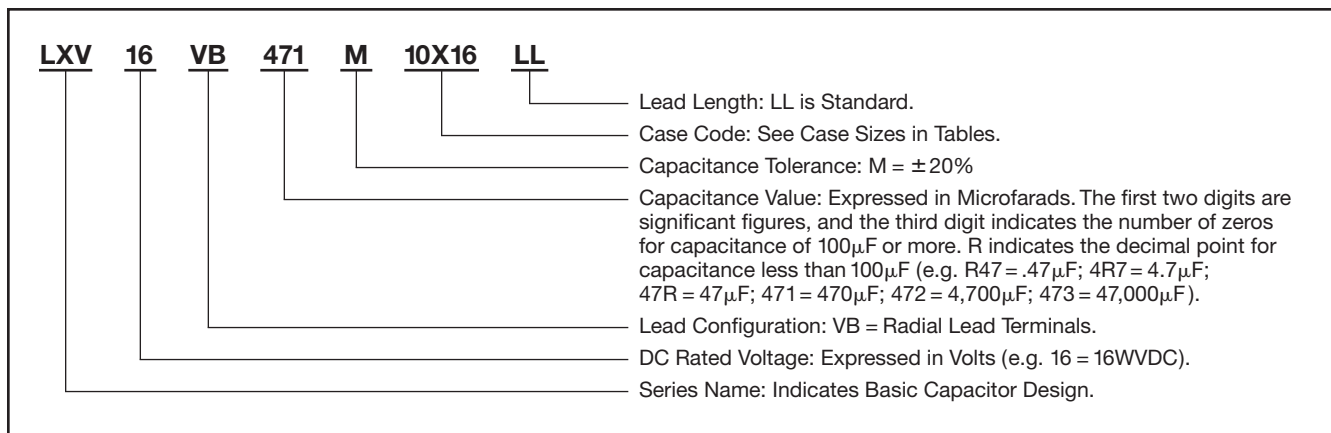 LXV 16 VB 471 M 10X16 LL
Lead Length: LL is Standard.
Case Code: See Case Sizes in Tables.
Capacitance Tolerance: M = ±20%
Capacitance Value: Expressed in Microfarads. The first two digits are
significant figures, and the third digit indicates the number of zeros
for capacitance of 100µF or more. R indicates the decimal point for
capacitance less than 100µF (e.g. R47 = .47µF; 4R7 = 4.7µF;
47R = 47µF; 471 = 470µF; 472 = 4,700µF; 473 = 47,000µF).
Lead Configuration: VB = Radial Lead Terminals.
DC Rated Voltage: Expressed in Volts (e.g. 16 = 16WVDC).
Series Name: Indicates Basic Capacitor Design.